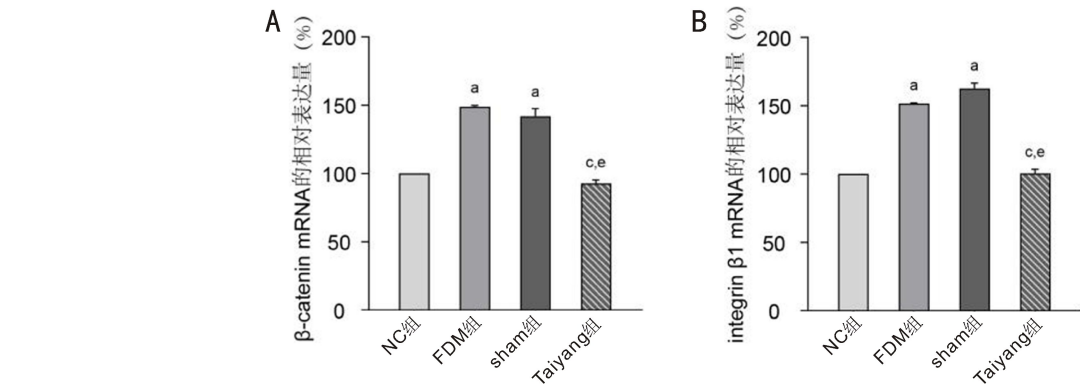 A
β-catenin mRNA的相对表达量（%）
200
150
100
50
0
a
a
c,e
NC组
FDM组
sham组
Taiyang组
B
integrin β1 mRNA的相对表达量（%）
200
150
100
50
0
a
a
c,e
NC组
FDM组
sham组
Taiyang组